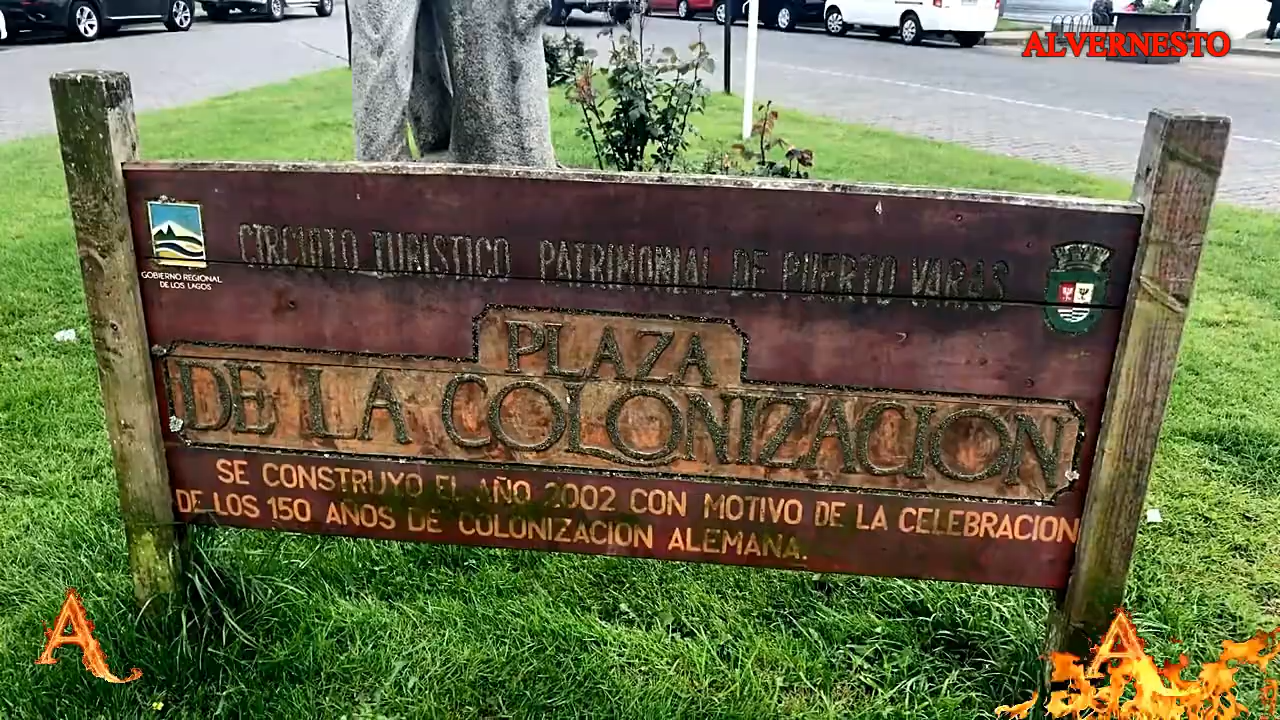 ALVERNESTO
GOBIERNO REGIONAL
DE LOS LAGOS
CIRCUITO TURISTICO PATRIMONIAL DE PUERTO VARAS
PLAZA
DE LA COLONIZACION
SE CONSTRUYO EL AÑO 2002 CON MOTIVO DE LA CELEBRACION
DE LOS 150 AÑOS DE COLONIZACION ALEMANA.
A
A